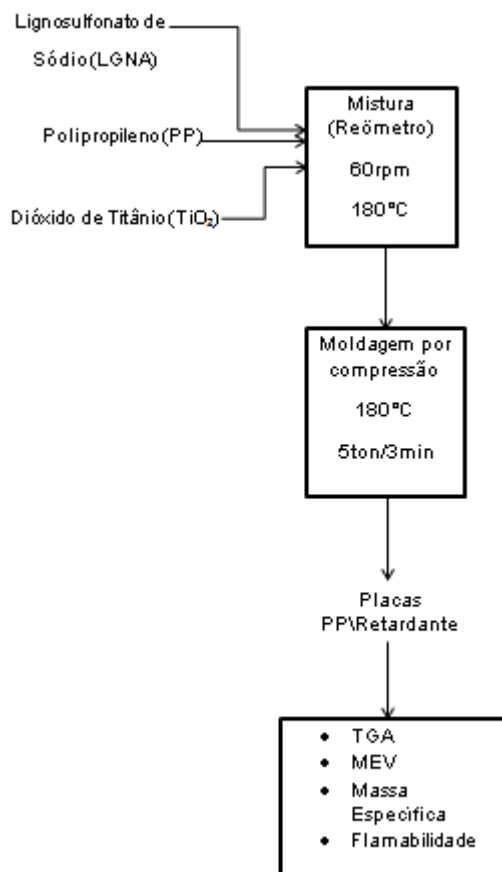 Lignosulfonato de
Sódio(LGNA)
Polipropileno(PP)
Dióxido de Titânio(TiO₂)
Mistura
(Reômetro)
60rpm
180°C
Moldagem por
compressão
180°C
5ton/3min
Placas
PP\Retardante
• TGA
• MEV
• Massa
Especifica
• Flamabilidade